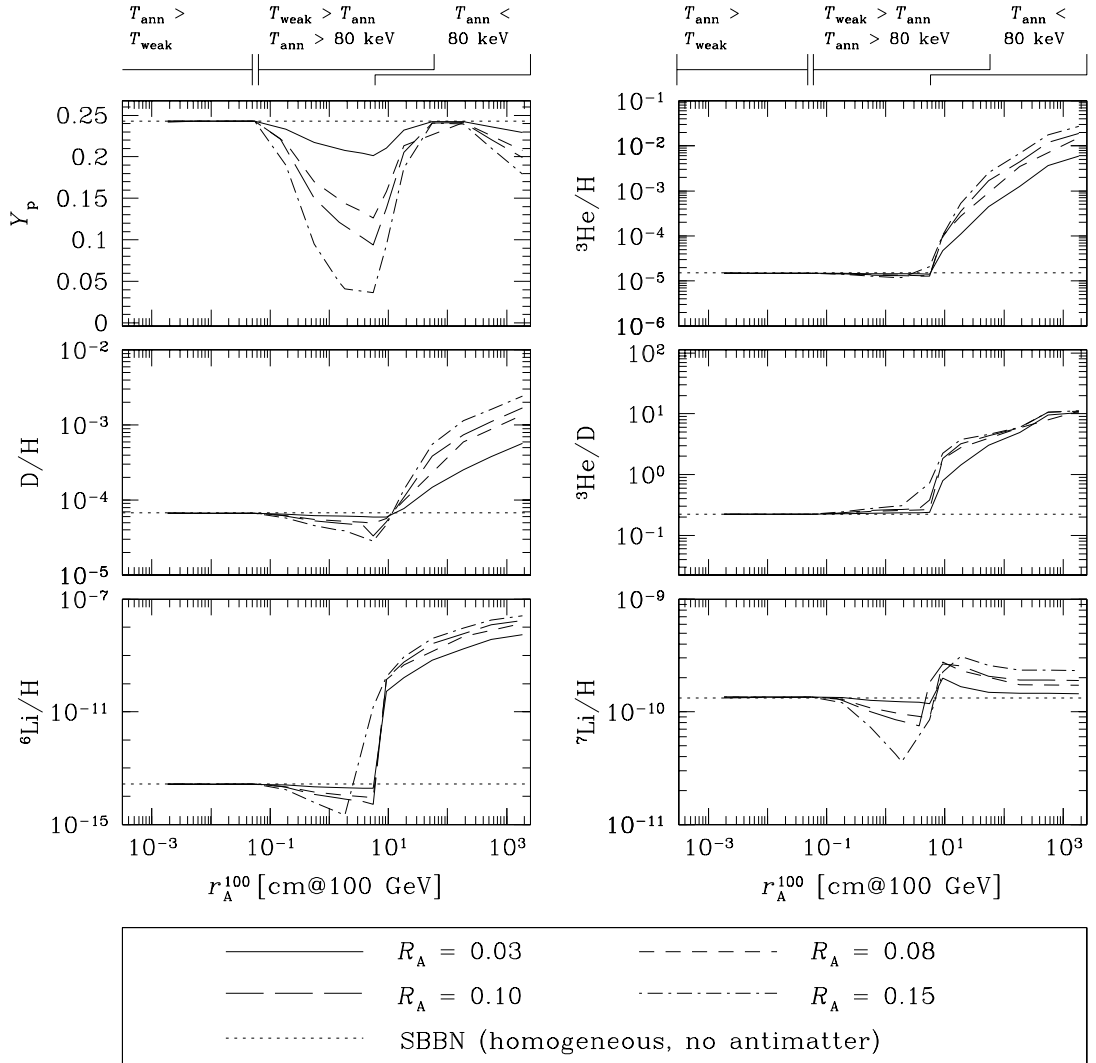 T_ann > T_weak > T_ann T_ann <
T_weak T_ann > 80 keV 80 keV
T_ann > T_weak > T_ann T_ann <
T_weak T_ann > 80 keV 80 keV
Y_p
0.25
0.2
0.15
0.1
0.05
0
³He/H
10⁻¹
10⁻²
10⁻³
10⁻⁴
10⁻⁵
10⁻⁶
D/H
10⁻²
10⁻³
10⁻⁴
10⁻⁵
³He/D
10²
10¹
10⁰
10⁻¹
⁶Li/H
10⁻⁷
10⁻¹¹
10⁻¹⁵
⁷Li/H
10⁻⁹
10⁻¹⁰
10⁻¹¹
10⁻³ 10⁻¹ 10¹ 10³
10⁻³ 10⁻¹ 10¹ 10³
r_A^100 [cm@100 GeV]
r_A^100 [cm@100 GeV]
R_A = 0.03 R_A = 0.08
R_A = 0.10 R_A = 0.15
SBBN (homogeneous, no antimatter)